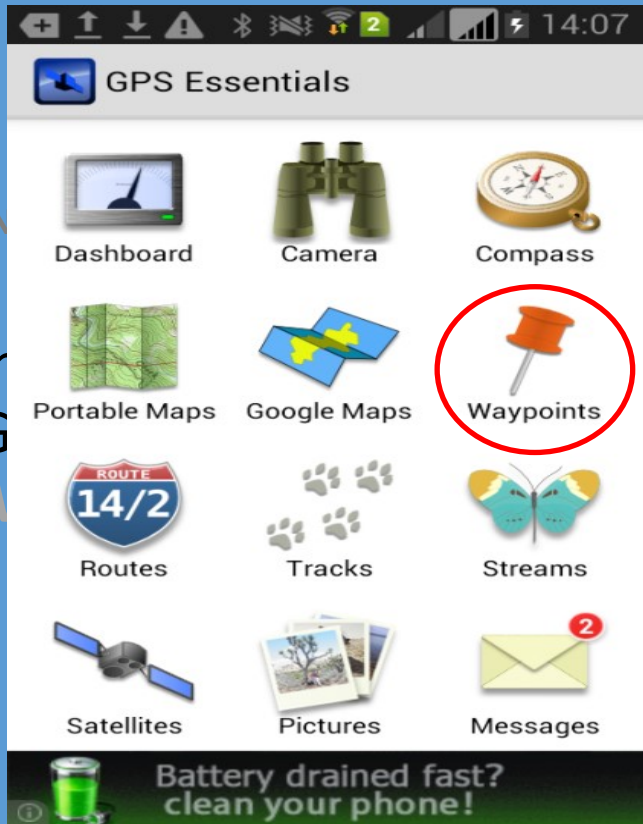 2 14:07
GPS Essentials
Dashboard Camera Compass
Portable Maps Google Maps Waypoints
ROUTE
14/2
Routes Tracks Streams
2
Satellites Pictures Messages
Battery drained fast?
clean your phone!